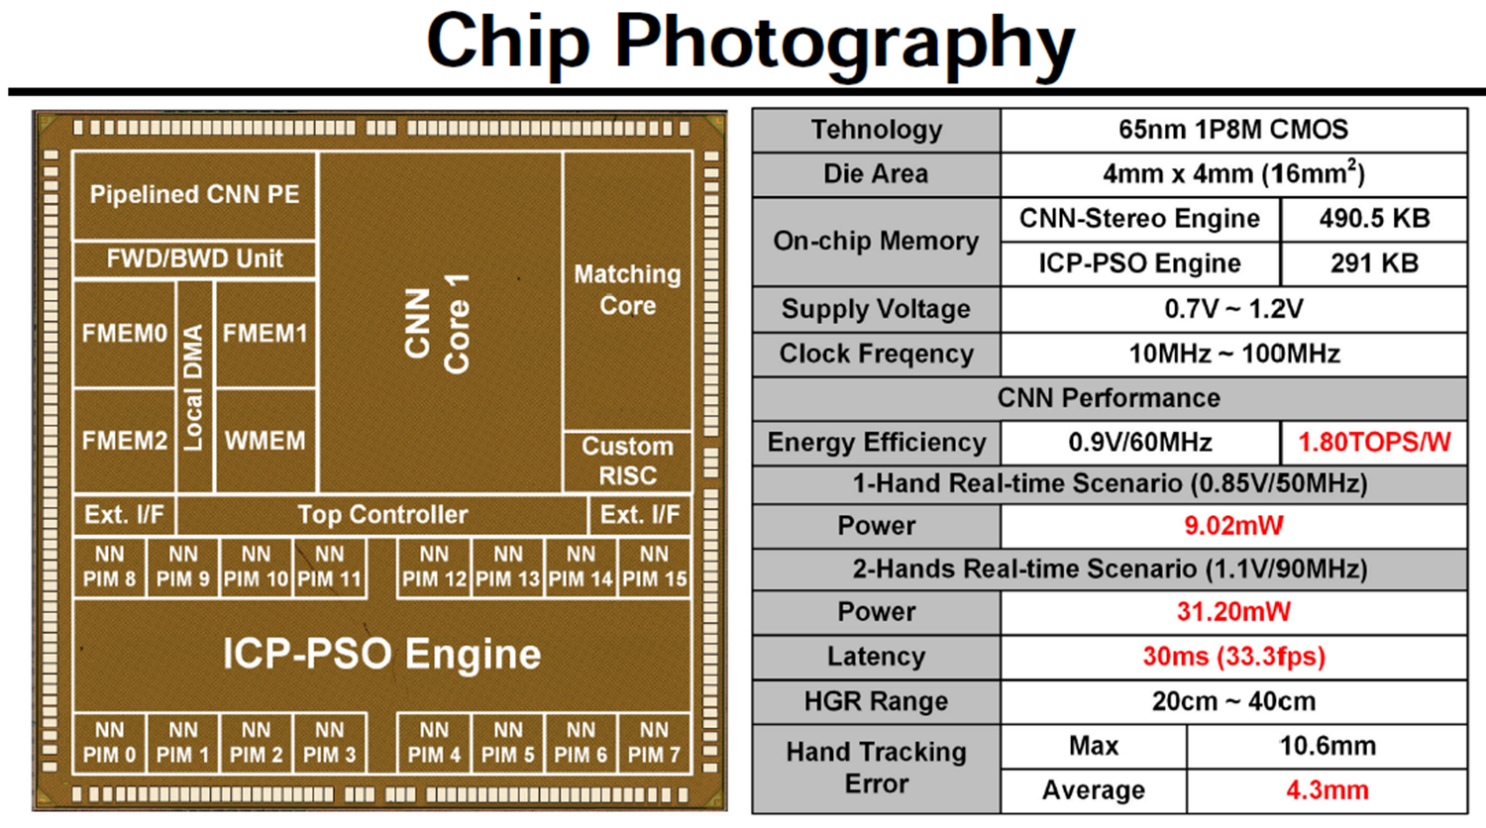 Chip Photography
Pipelined CNN PE
FWD/BWD Unit
FMEM0
Local DMA
FMEM1
FMEM2
WMEM
CNN
Core 1
Matching
Core
Custom
RISC
Ext. I/F
Top Controller
Ext. I/F
NN
PIM 8
NN
PIM 9
NN
PIM 10
NN
PIM 11
NN
PIM 12
NN
PIM 13
NN
PIM 14
NN
PIM 15
ICP-PSO Engine
NN
PIM 0
NN
PIM 1
NN
PIM 2
NN
PIM 3
NN
PIM 4
NN
PIM 5
NN
PIM 6
NN
PIM 7
Tehnology 65nm 1P8M CMOS
Die Area 4mm x 4mm (16mm²)
On-chip Memory
CNN-Stereo Engine 490.5 KB
ICP-PSO Engine 291 KB
Supply Voltage 0.7V ~ 1.2V
Clock Freqency 10MHz ~ 100MHz
CNN Performance
Energy Efficiency 0.9V/60MHz 1.80TOPS/W
1-Hand Real-time Scenario (0.85V/50MHz)
Power 9.02mW
2-Hands Real-time Scenario (1.1V/90MHz)
Power 31.20mW
Latency 30ms (33.3fps)
HGR Range 20cm ~ 40cm
Hand Tracking
Error
Max 10.6mm
Average 4.3mm